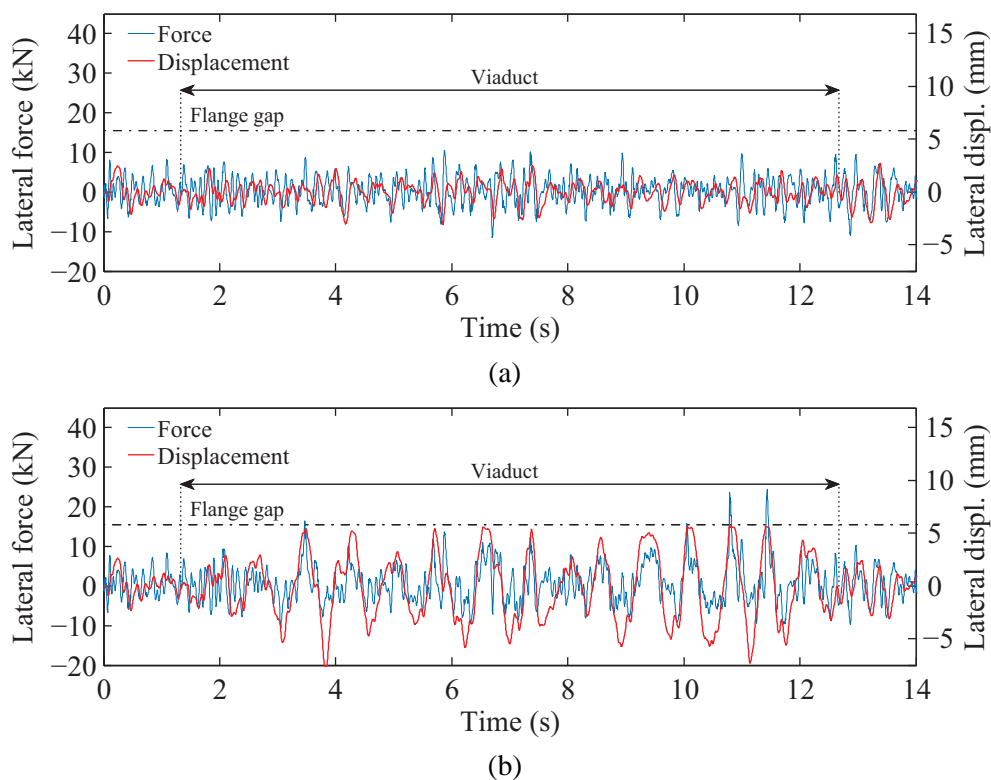 40
30
20
10
0
−10
−20
Lateral force (kN)
Force
Displacement
Viaduct
Flange gap
15
10
5
0
−5
Lateral displ. (mm)
0 2 4 6 8 10 12 14
Time (s)
(a)
40
30
20
10
0
−10
−20
Lateral force (kN)
Force
Displacement
Viaduct
Flange gap
15
10
5
0
−5
Lateral displ. (mm)
0 2 4 6 8 10 12 14
Time (s)
(b)